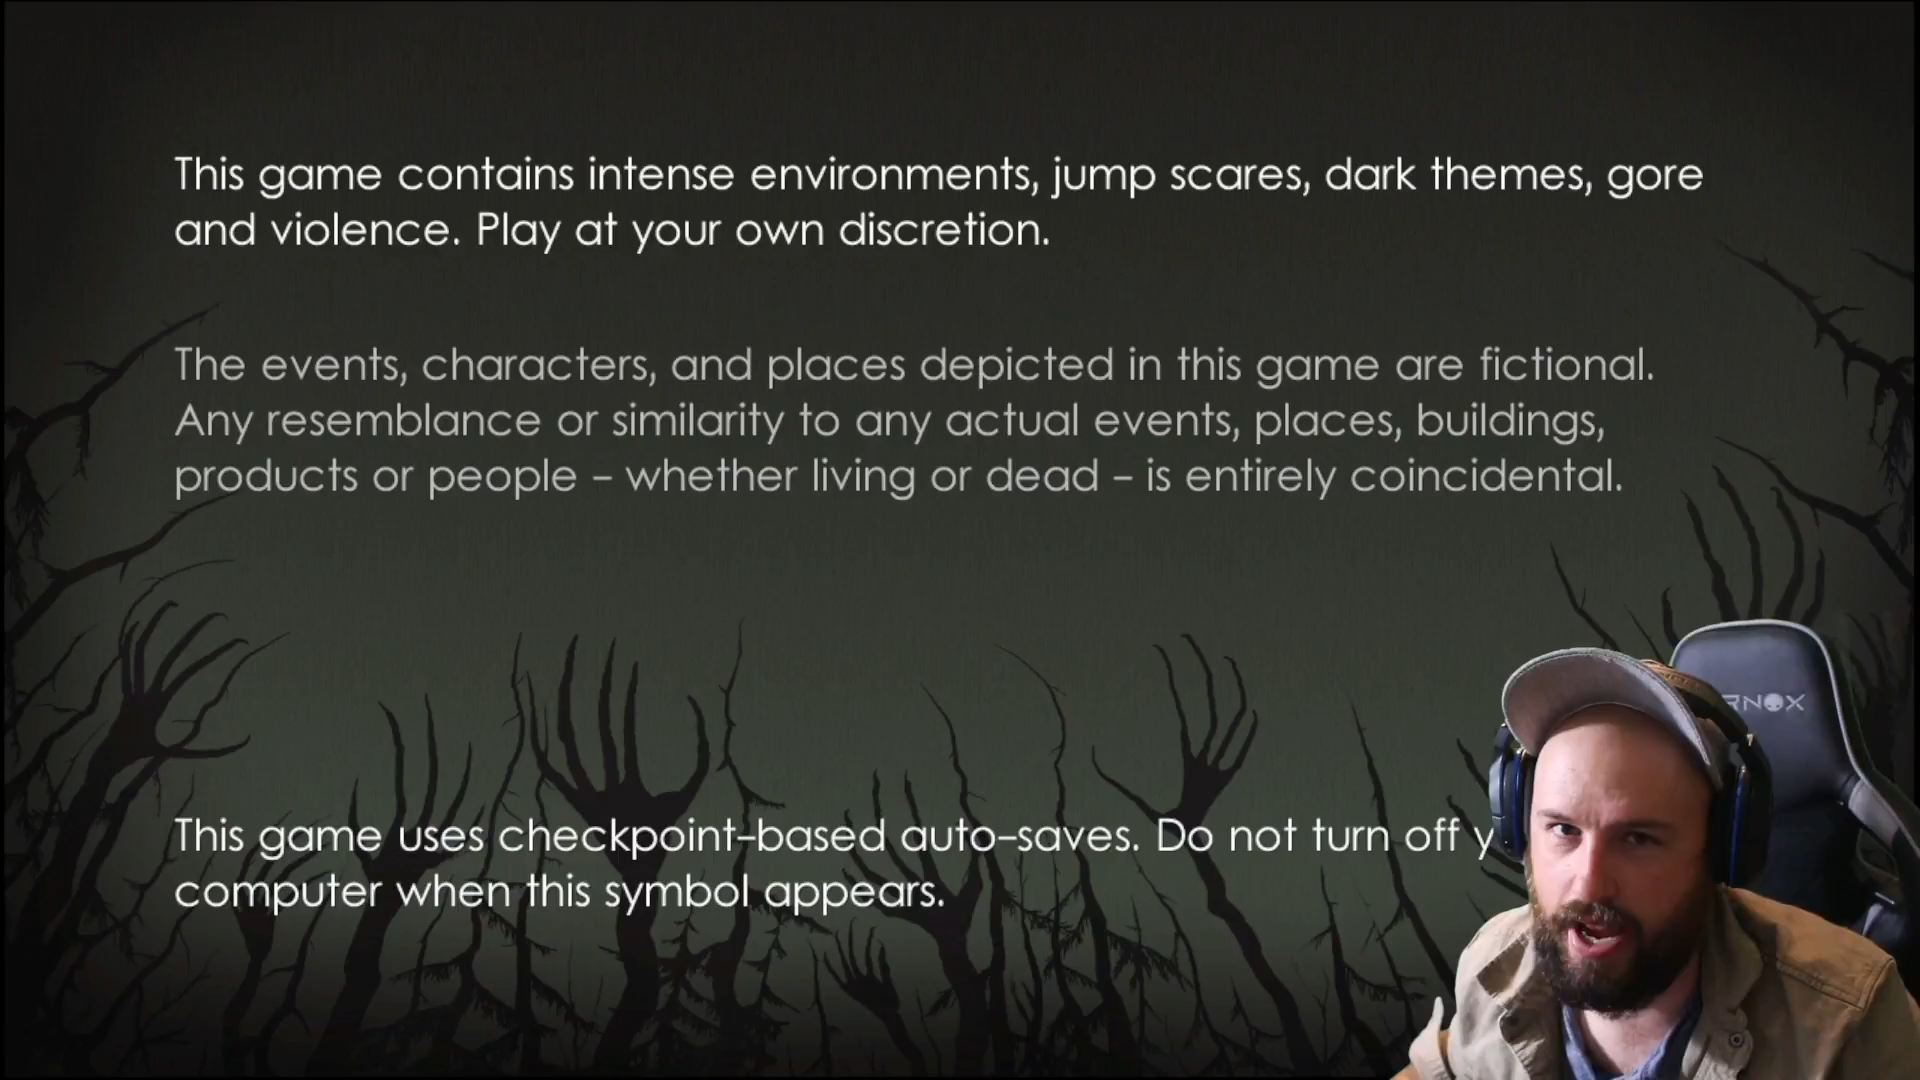 This game contains intense environments, jump scares, dark themes, gore
and violence. Play at your own discretion.
The events, characters, and places depicted in this game are fictional.
Any resemblance or similarity to any actual events, places, buildings,
products or people – whether living or dead – is entirely coincidental.
This game uses checkpoint-based auto-saves. Do not turn off y
computer when this symbol appears.
RNOX